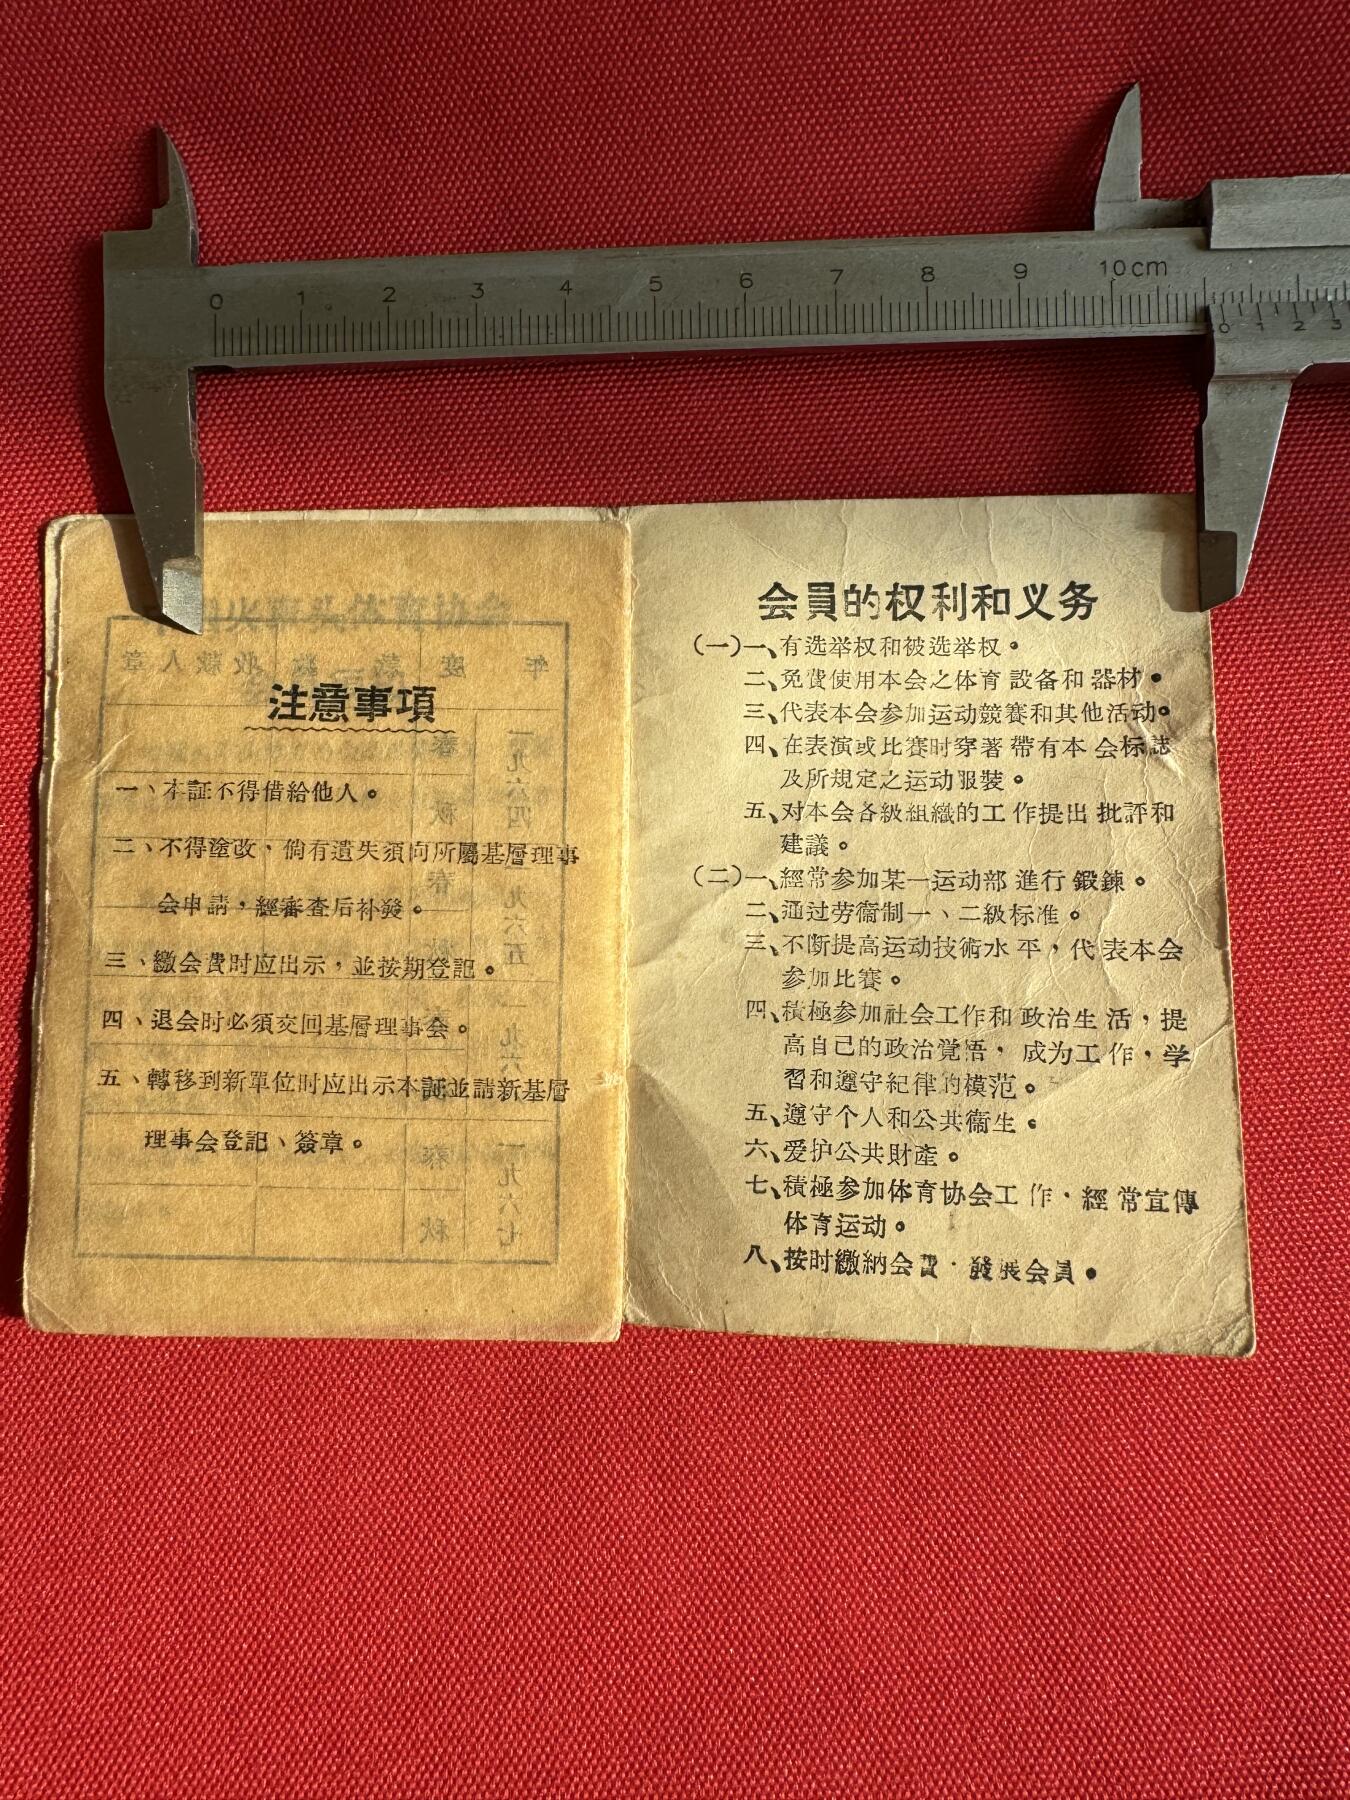 0 1 2 3 4 5 6 7 8 9 10cm
0 1 2 3
注意事項
一、本証不得借給他人。
二、不得塗改，倘有遺失須向所屬基層理事
会申請，經審査后补發。
三、繳会費时应出示，並按期登記。
四、退会时必須交回基層理事会。
五、轉移到新單位时应出示本証並請新基層
理事会登記、簽章。
会員的权利和义务
(一)一、有选举权和被选举权。
二、免費使用本会之体育設备和器材。
三、代表本会参加运动競賽和其他活动。
四、在表演或比賽时穿著帶有本会标誌
及所規定之运动服裝。
五、对本会各級組織的工作提出批評和
建議。
(二)一、經常参加某一运动部進行鍛鍊。
二、通过劳衞制一、二級标准。
三、不断提高运动技術水平，代表本会
参加比賽。
四、積極参加社会工作和政治生活，提
高自己的政治覚悟，成为工作，学
習和遵守紀律的模范。
五、遵守个人和公共衞生。
六、爱护公共財產。
七、積極参加体育协会工作·經常宣傳
体育运动。
八、按时繳納会費·發展会員。